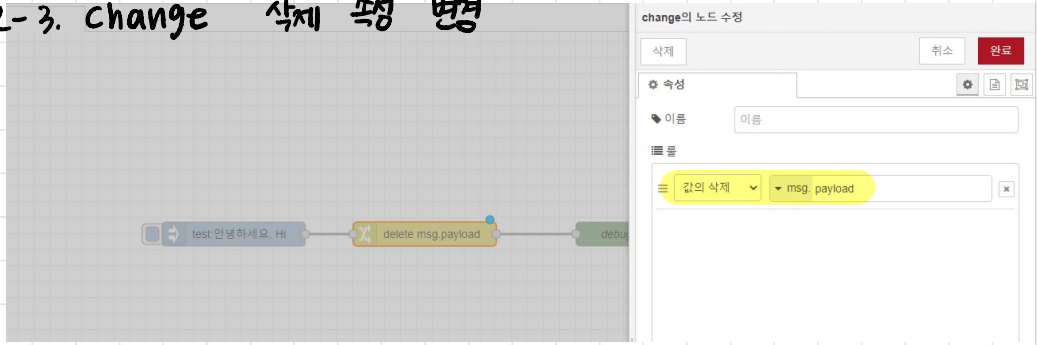 2-3. Change 삭제 속성 변경
change의 노드 수정
삭제
취소
완료
속성
이름
이름
룰
값의 삭제
msg. payload
test:안녕하세요. Hi
delete msg.payload
debug